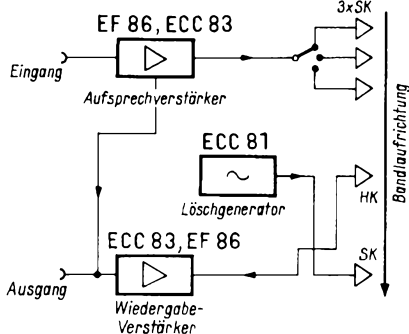 EF 86, ECC 83
3xSK
Eingang
Aufsprechverstärker
ECC 81
Löschgenerator
Bandlaufrichtung
HK
ECC 83, EF 86
SK
Ausgang
Wiedergabe-
Verstärker